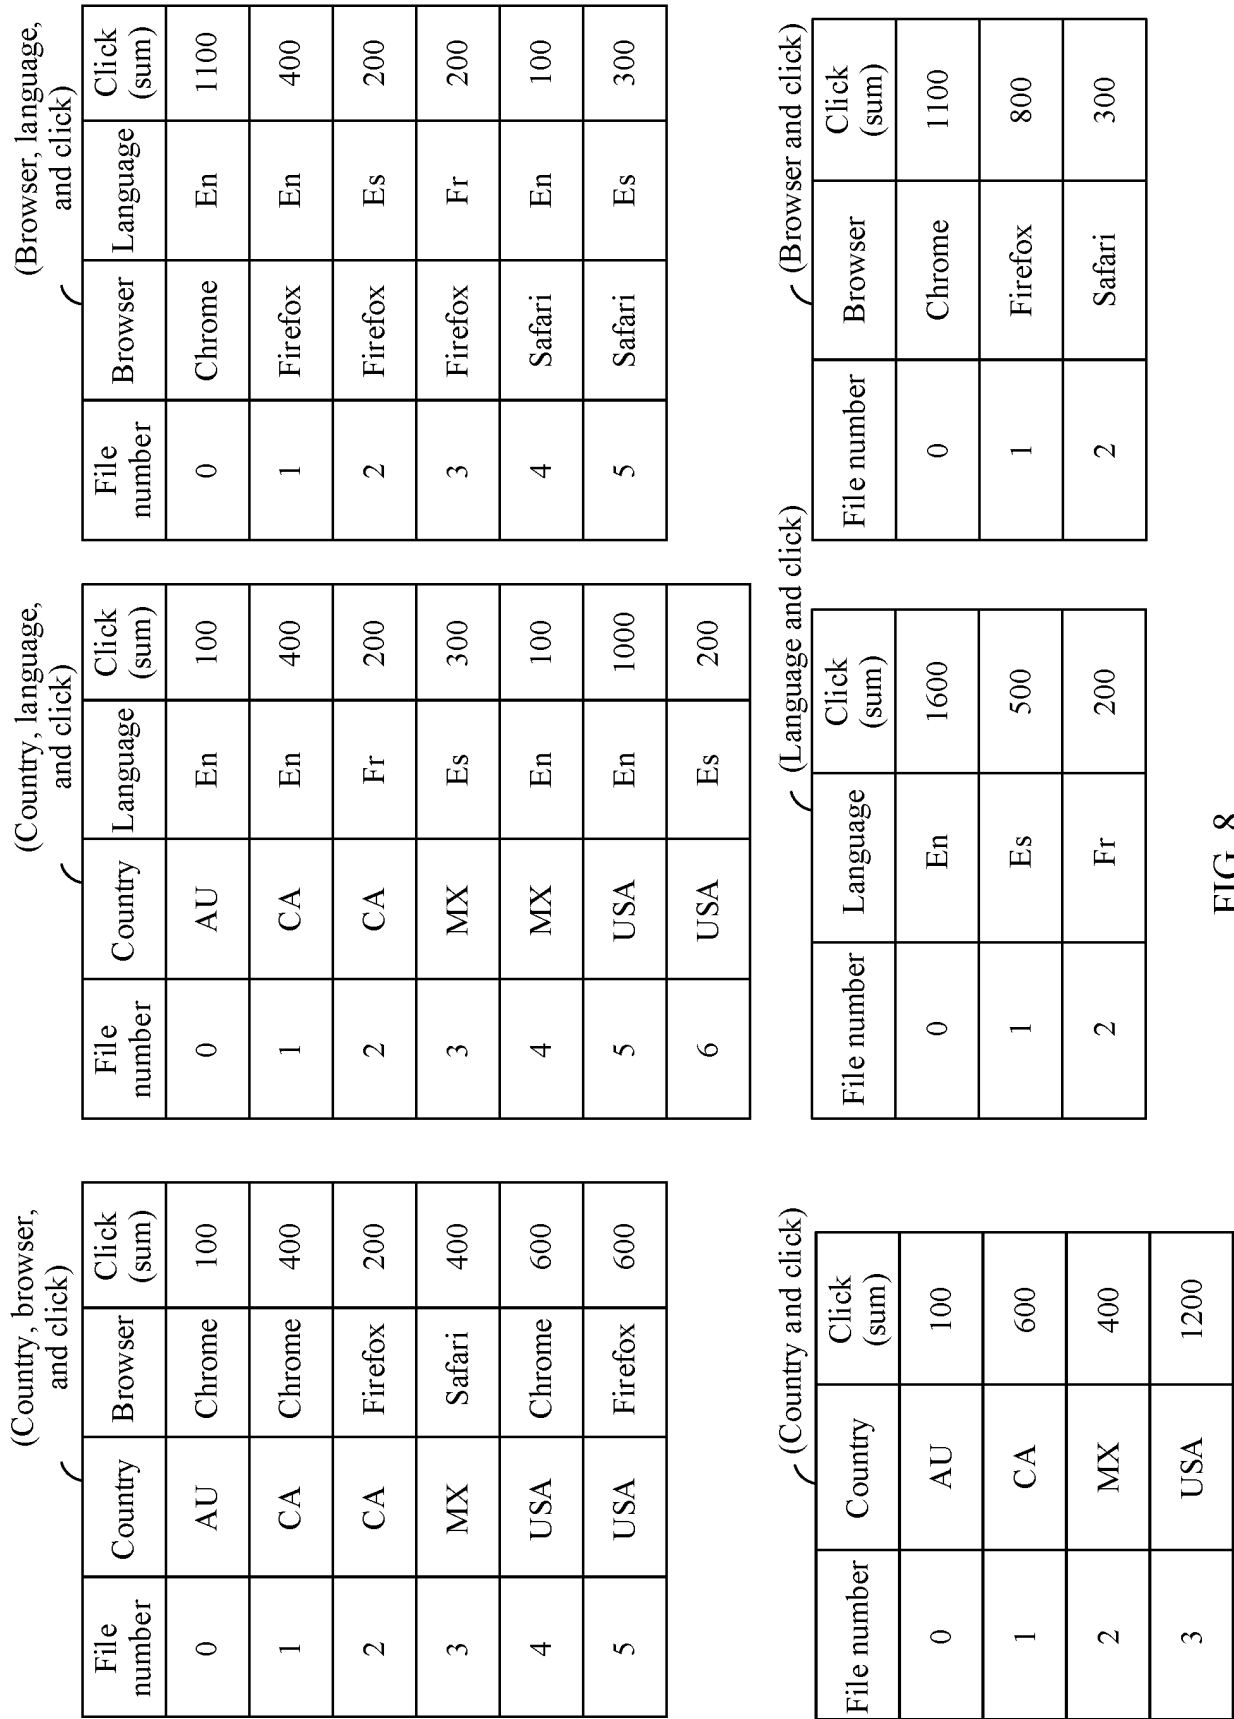 (Country, browser,
and click)
File number Country Browser Click (sum)
0 AU Chrome 100
1 CA Chrome 400
2 CA Firefox 200
3 MX Safari 400
4 USA Chrome 600
5 USA Firefox 600
(Country, language,
and click)
File number Country Language Click (sum)
0 AU En 100
1 CA En 400
2 CA Fr 200
3 MX Es 300
4 MX En 100
5 USA En 1000
6 USA Es 200
(Browser, language,
and click)
File number Browser Language Click (sum)
0 Chrome En 1100
1 Firefox En 400
2 Firefox Es 200
3 Firefox Fr 200
4 Safari En 100
5 Safari Es 300
(Country and click)
File number Country Click (sum)
0 AU 100
1 CA 600
2 MX 400
3 USA 1200
(Language and click)
File number Language Click (sum)
0 En 1600
1 Es 500
2 Fr 200
(Browser and click)
File number Browser Click (sum)
0 Chrome 1100
1 Firefox 800
2 Safari 300
FIG. 8